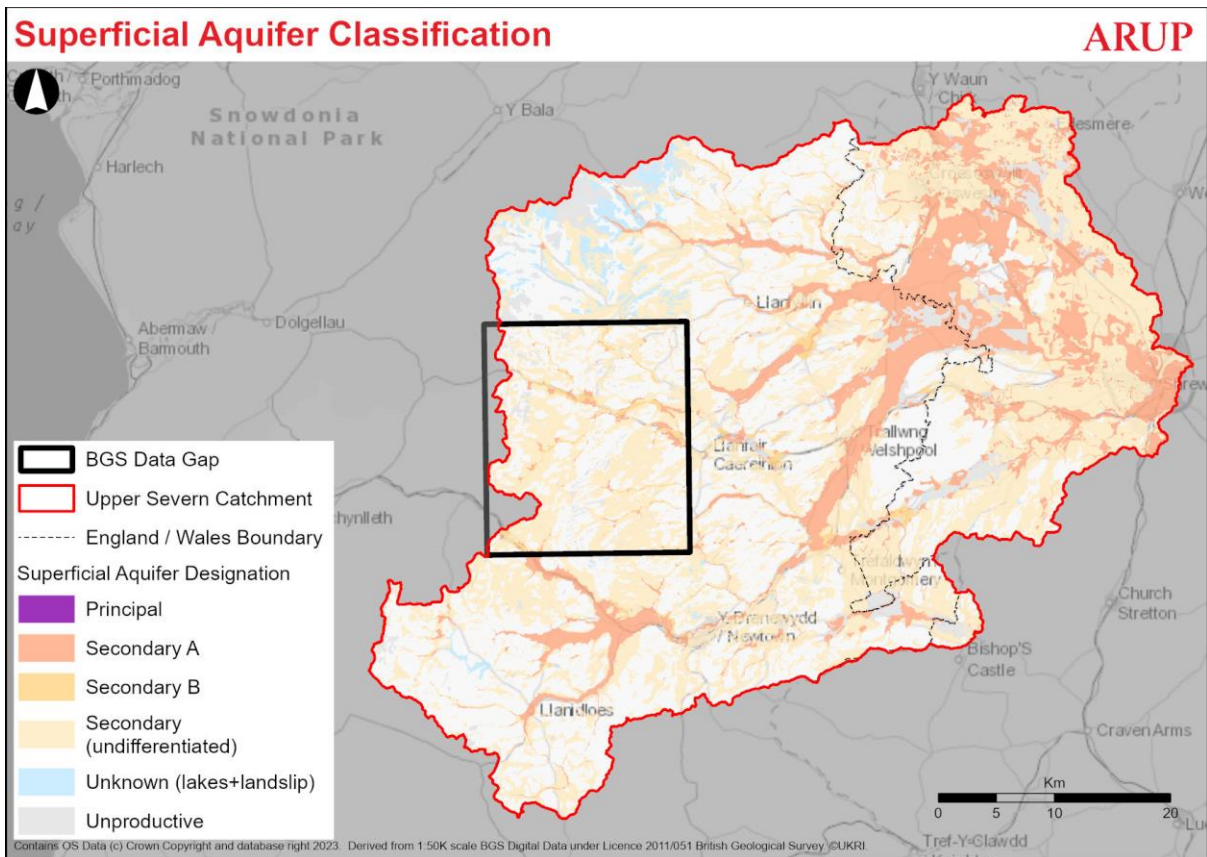 Superficial Aquifer Classification
ARUP
Porthmadog
Snowdonia
National Park
Y Bala
Y Waun
Harlech
Llanfair
Caereinion
Abermaw /
Barmouth
Dolgellau
Trallwng
Welshpool
Y Drenewydd
/ Newtown
Llanidloes
Church
Stretton
Bishop'S
Castle
Craven Arms
Tref-Y-Clawdd
BGS Data Gap
Upper Severn Catchment
England / Wales Boundary
Superficial Aquifer Designation
Principal
Secondary A
Secondary B
Secondary
(undifferentiated)
Unknown (lakes+landslip)
Unproductive
Km
0 5 10 20
Contains OS Data (c) Crown Copyright and database right 2023. Derived from 1:50K scale BGS Digital Data under Licence 2011/051 British Geological Survey. ©UKRI.